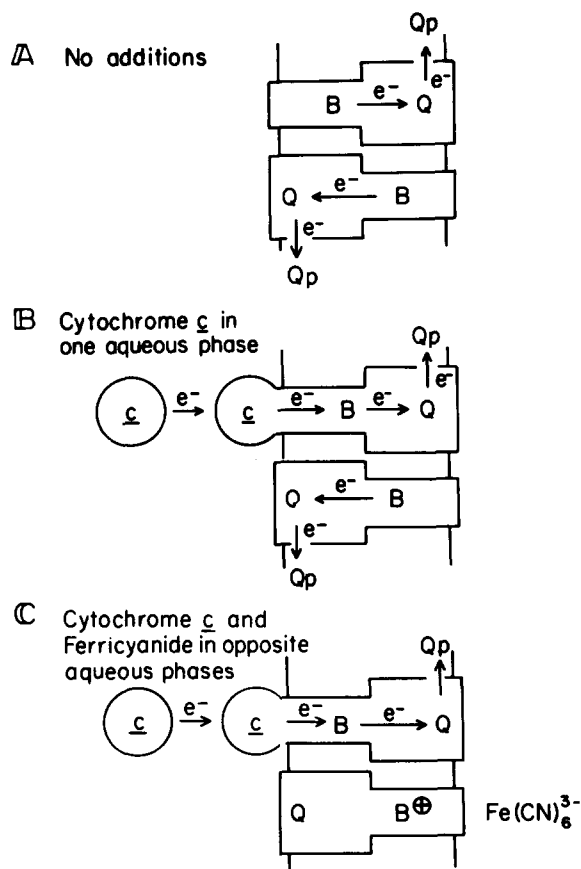 Qp
A No additions
e-
B e- Q
Q e- B
e-
Qp
B Cytochrome c in
one aqueous phase
Qp
c e- c e- B e- Q e-
Q e- B
e-
Qp
C Cytochrome c and
Ferricyanide in opposite
aqueous phases
Qp
c e- c e- B e- Q
Q B⊕ Fe(CN)₆³⁻